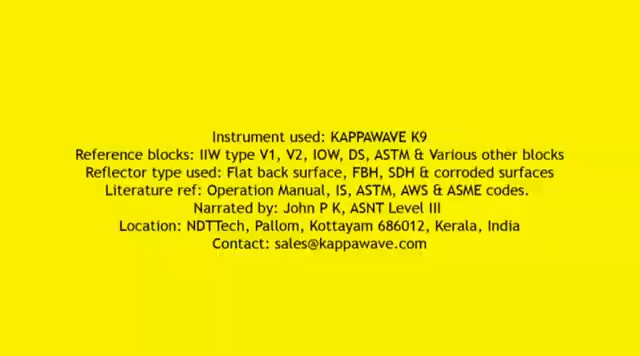 Instrument used: KAPPAWAVE K9
Reference blocks: IIW type V1, V2, IOW, DS, ASTM & Various other blocks
Reflector type used: Flat back surface, FBH, SDH & corroded surfaces
Literature ref: Operation Manual, IS, ASTM, AWS & ASME codes.
Narrated by: John P K, ASNT Level III
Location: NDTTech, Pallom, Kottayam 686012, Kerala, India
Contact: sales@kappawave.com